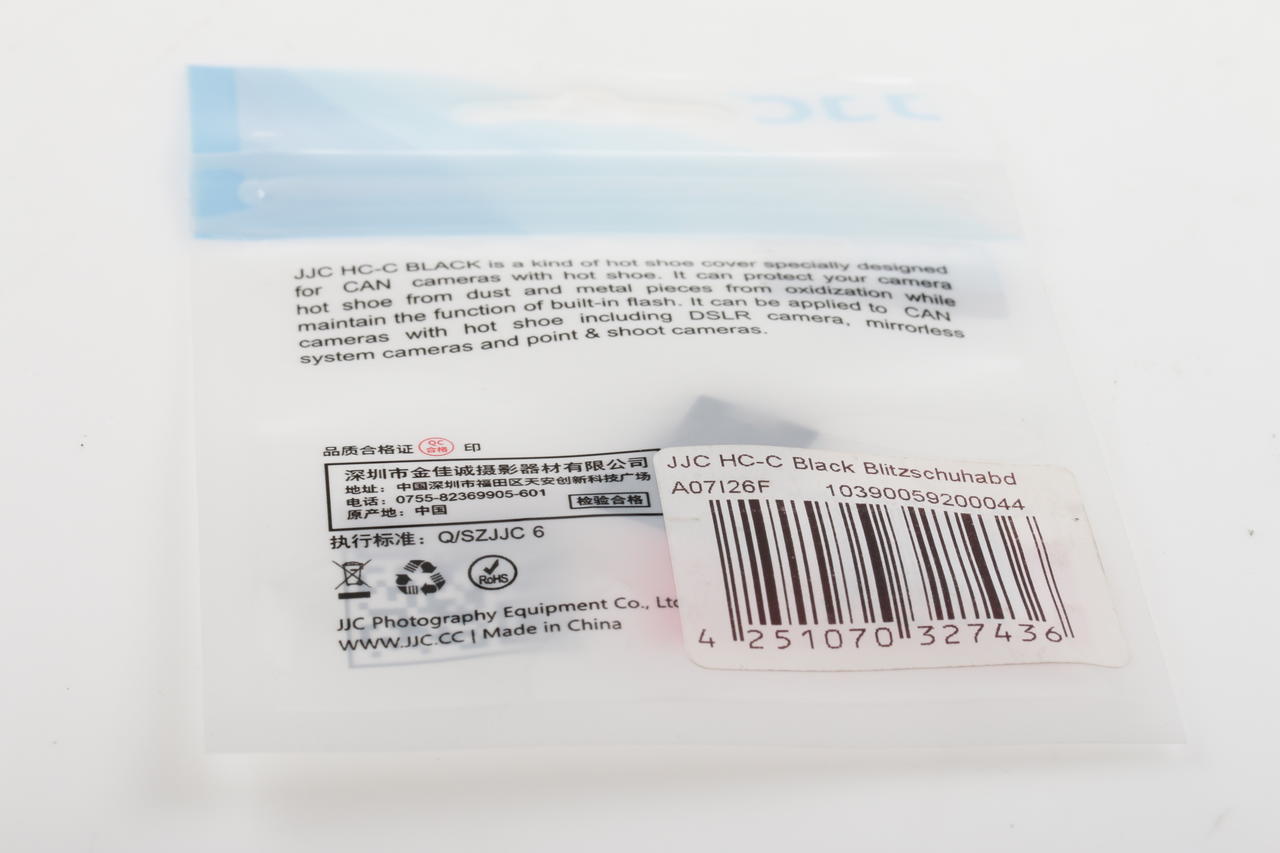 JJC
JJC HC-C BLACK is a kind of hot shoe cover specially designed
for CAN cameras with hot shoe. It can protect your camera
hot shoe from dust and metal pieces from oxidization while
maintain the function of built-in flash. It can be applied to CAN
cameras with hot shoe including DSLR camera, mirrorless
system cameras and point & shoot cameras.
品质合格证 QC 合格 印
深圳市金佳诚摄影器材有限公司
地址：中国深圳市福田区天安创新科技广场
电话：0755-82369905-601
检验合格
原产地：中国
执行标准：Q/SZJJC 6
RoHS
JJC Photography Equipment Co., Ltd
WWW.JJC.CC | Made in China
JJC HC-C Black Blitzschuhabd
A07I26F 10390059200044
4 251070 327436